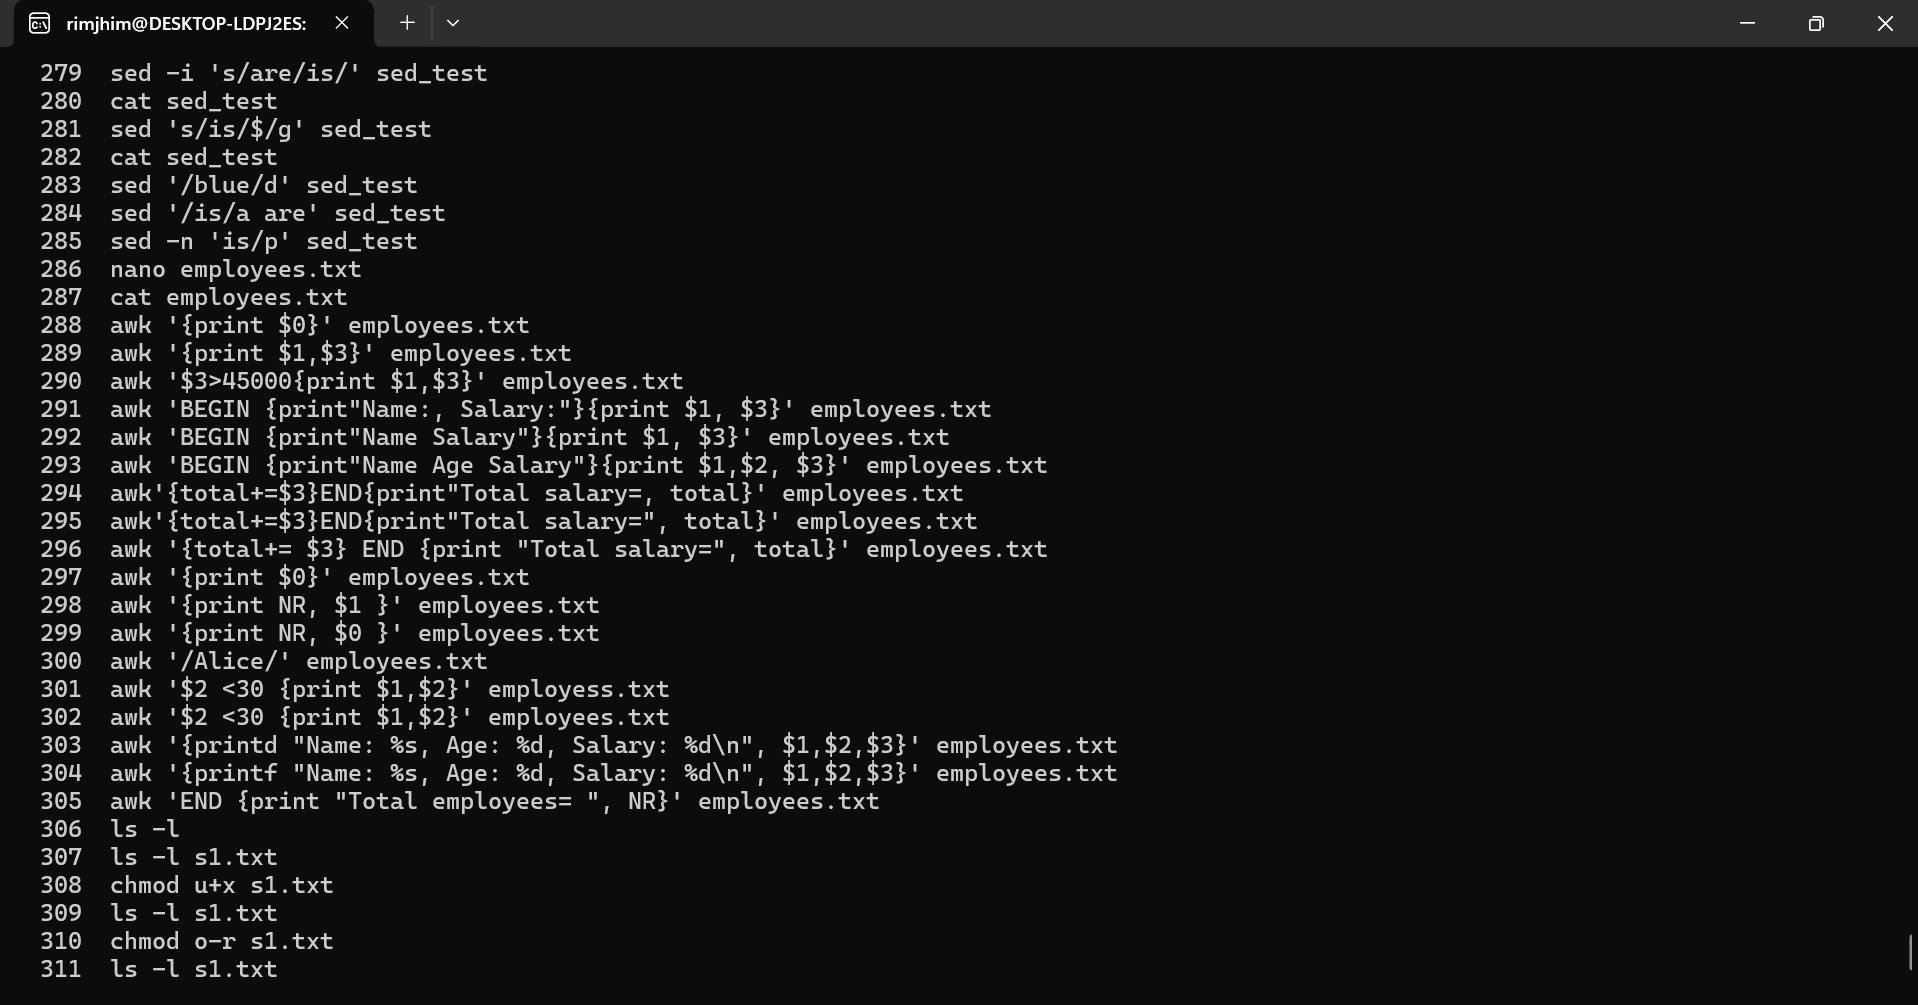 rimjhim@DESKTOP-LDPJ2ES:
279 sed -i 's/are/is/' sed_test
280 cat sed_test
281 sed 's/is/$/g' sed_test
282 cat sed_test
283 sed '/blue/d' sed_test
284 sed '/is/a are' sed_test
285 sed -n 'is/p' sed_test
286 nano employees.txt
287 cat employees.txt
288 awk '{print $0}' employees.txt
289 awk '{print $1,$3}' employees.txt
290 awk '$3>45000{print $1,$3}' employees.txt
291 awk 'BEGIN {print"Name:, Salary:"}{print $1, $3}' employees.txt
292 awk 'BEGIN {print"Name Salary"}{print $1, $3}' employees.txt
293 awk 'BEGIN {print"Name Age Salary"}{print $1,$2, $3}' employees.txt
294 awk'{total+=$3}END{print"Total salary=, total}' employees.txt
295 awk'{total+=$3}END{print"Total salary=", total}' employees.txt
296 awk '{total+= $3} END {print "Total salary=", total}' employees.txt
297 awk '{print $0}' employees.txt
298 awk '{print NR, $1 }' employees.txt
299 awk '{print NR, $0 }' employees.txt
300 awk '/Alice/' employees.txt
301 awk '$2 <30 {print $1,$2}' employess.txt
302 awk '$2 <30 {print $1,$2}' employees.txt
303 awk '{printd "Name: %s, Age: %d, Salary: %d\n", $1,$2,$3}' employees.txt
304 awk '{printf "Name: %s, Age: %d, Salary: %d\n", $1,$2,$3}' employees.txt
305 awk 'END {print "Total employees= ", NR}' employees.txt
306 ls -l
307 ls -l s1.txt
308 chmod u+x s1.txt
309 ls -l s1.txt
310 chmod o-r s1.txt
311 ls -l s1.txt